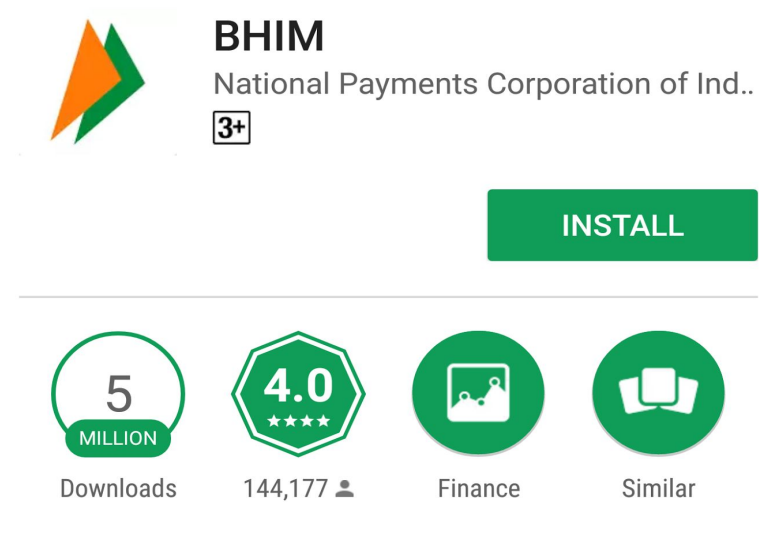 BHIM
National Payments Corporation of Ind..
3+
INSTALL
5
MILLION
4.0
Downloads
144,177
Finance
Similar